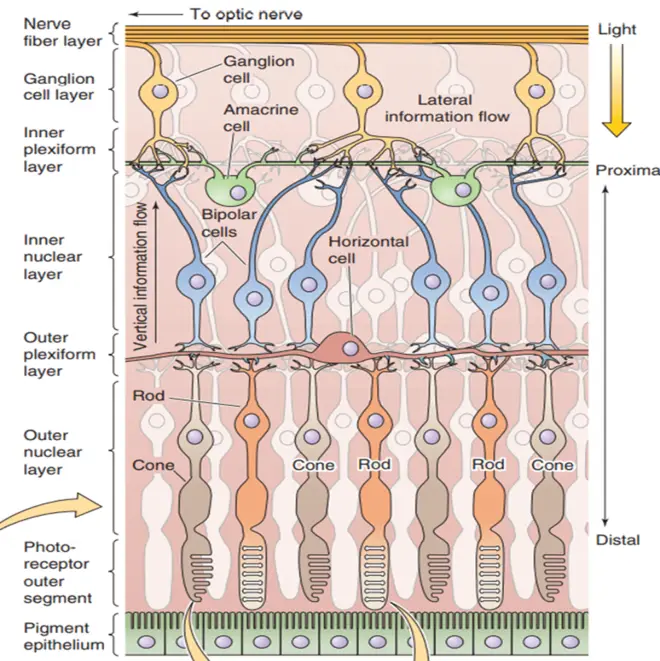 To optic nerve
Nerve
fiber layer
Light
Ganglion
cell layer
Ganglion
cell
Amacrine
cell
Lateral
information flow
Inner
plexiform
layer
Proxima
Bipolar
cells
Vertical information flow
Inner
nuclear
layer
Horizontal
cell
Outer
plexiform
layer
Rod
Outer
nuclear
layer
Cone
Cone
Rod
Rod
Cone
Distal
Photo-
receptor
outer
segment
Pigment
epithelium